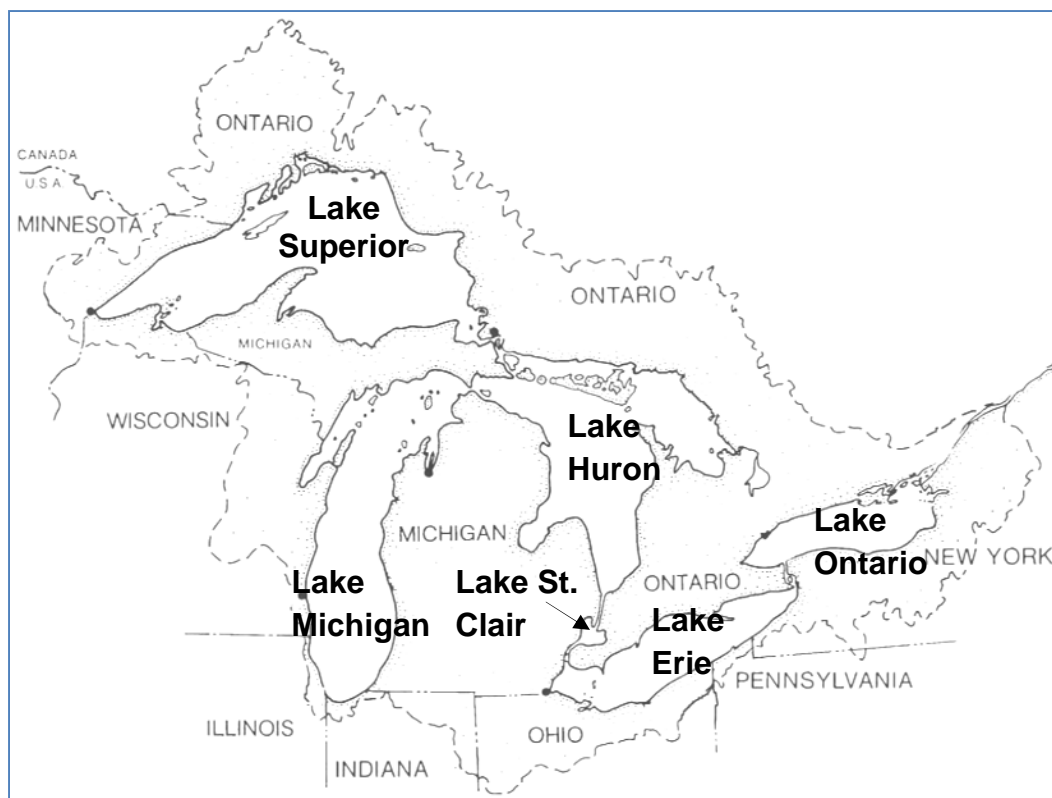 ONTARIO
CANADA
U.S.A.
MINNESOTA
Lake
Superior
ONTARIO
MICHIGAN
WISCONSIN
Lake
Huron
MICHIGAN
Lake
Ontario
NEW YORK
Lake
Michigan
Lake St.
Clair
ONTARIO
Lake
Erie
PENNSYLVANIA
ILLINOIS
INDIANA
OHIO